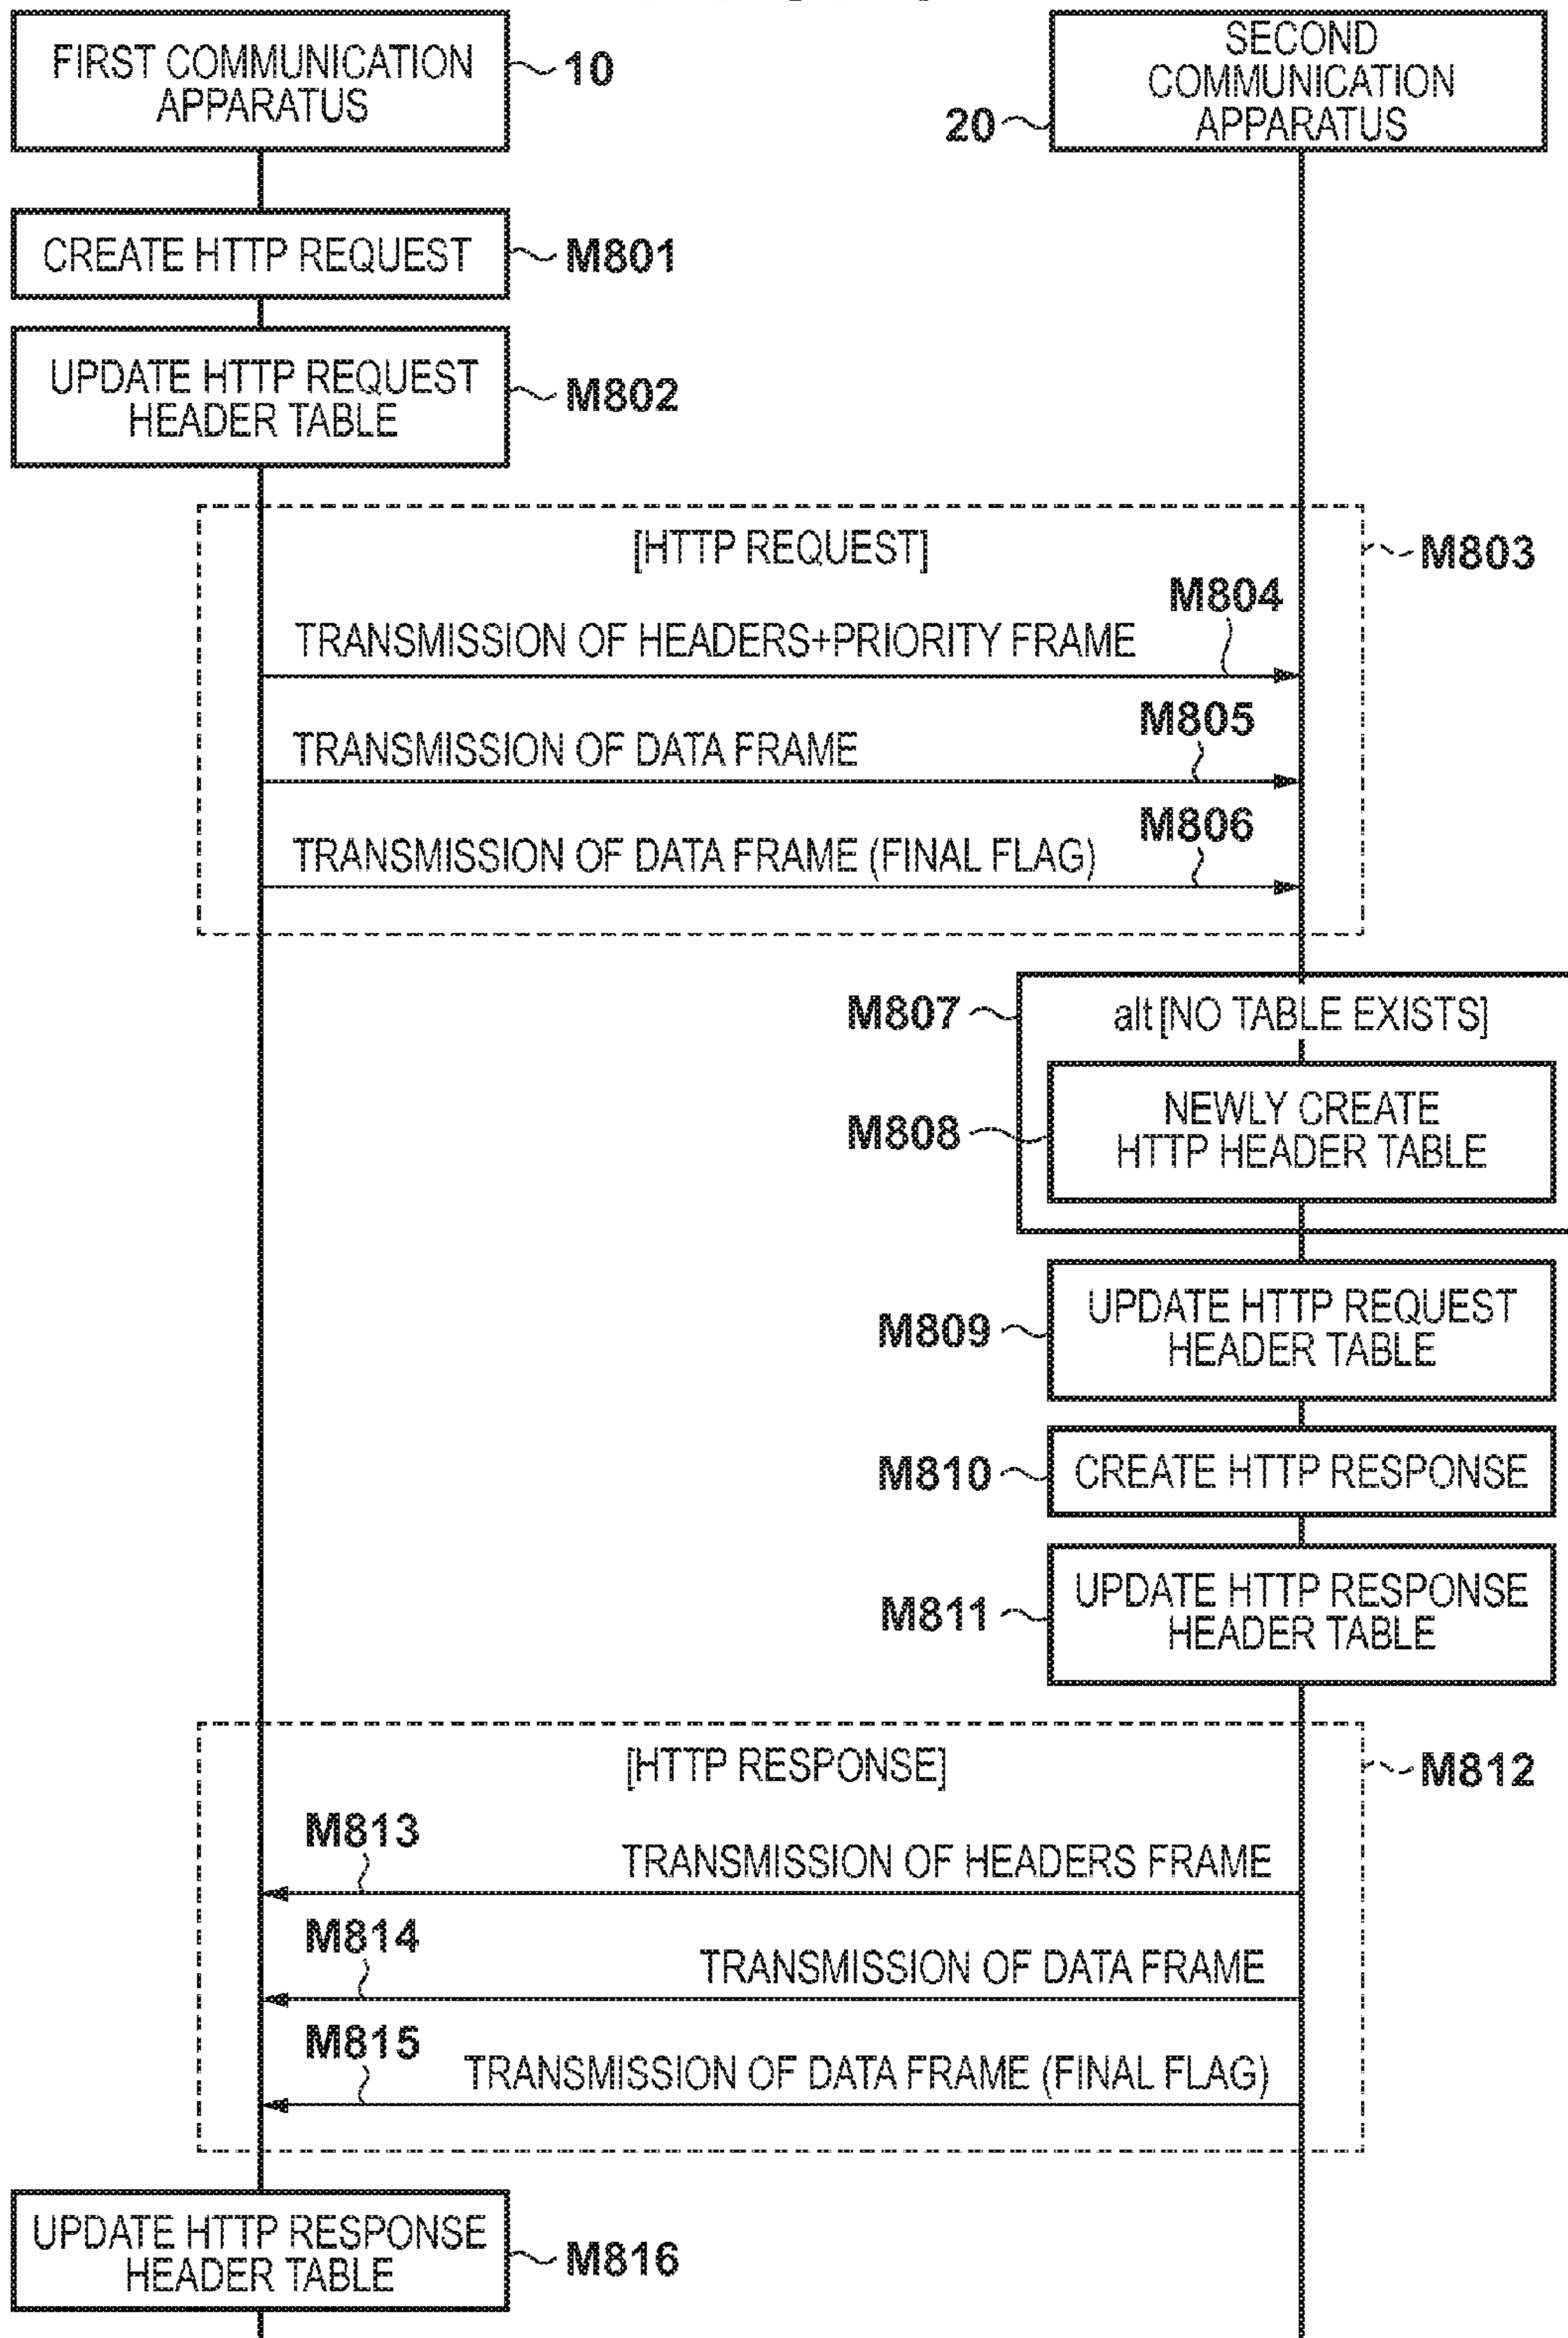 FIRST COMMUNICATION
APPARATUS
10
SECOND
COMMUNICATION
APPARATUS
20
CREATE HTTP REQUEST
M801
UPDATE HTTP REQUEST
HEADER TABLE
M802
[HTTP REQUEST]
M803
M804
TRANSMISSION OF HEADERS+PRIORITY FRAME
M805
TRANSMISSION OF DATA FRAME
M806
TRANSMISSION OF DATA FRAME (FINAL FLAG)
M807
alt [NO TABLE EXISTS]
M808
NEWLY CREATE
HTTP HEADER TABLE
M809
UPDATE HTTP REQUEST
HEADER TABLE
M810
CREATE HTTP RESPONSE
M811
UPDATE HTTP RESPONSE
HEADER TABLE
[HTTP RESPONSE]
M812
M813
TRANSMISSION OF HEADERS FRAME
M814
TRANSMISSION OF DATA FRAME
M815
TRANSMISSION OF DATA FRAME (FINAL FLAG)
UPDATE HTTP RESPONSE
HEADER TABLE
M816